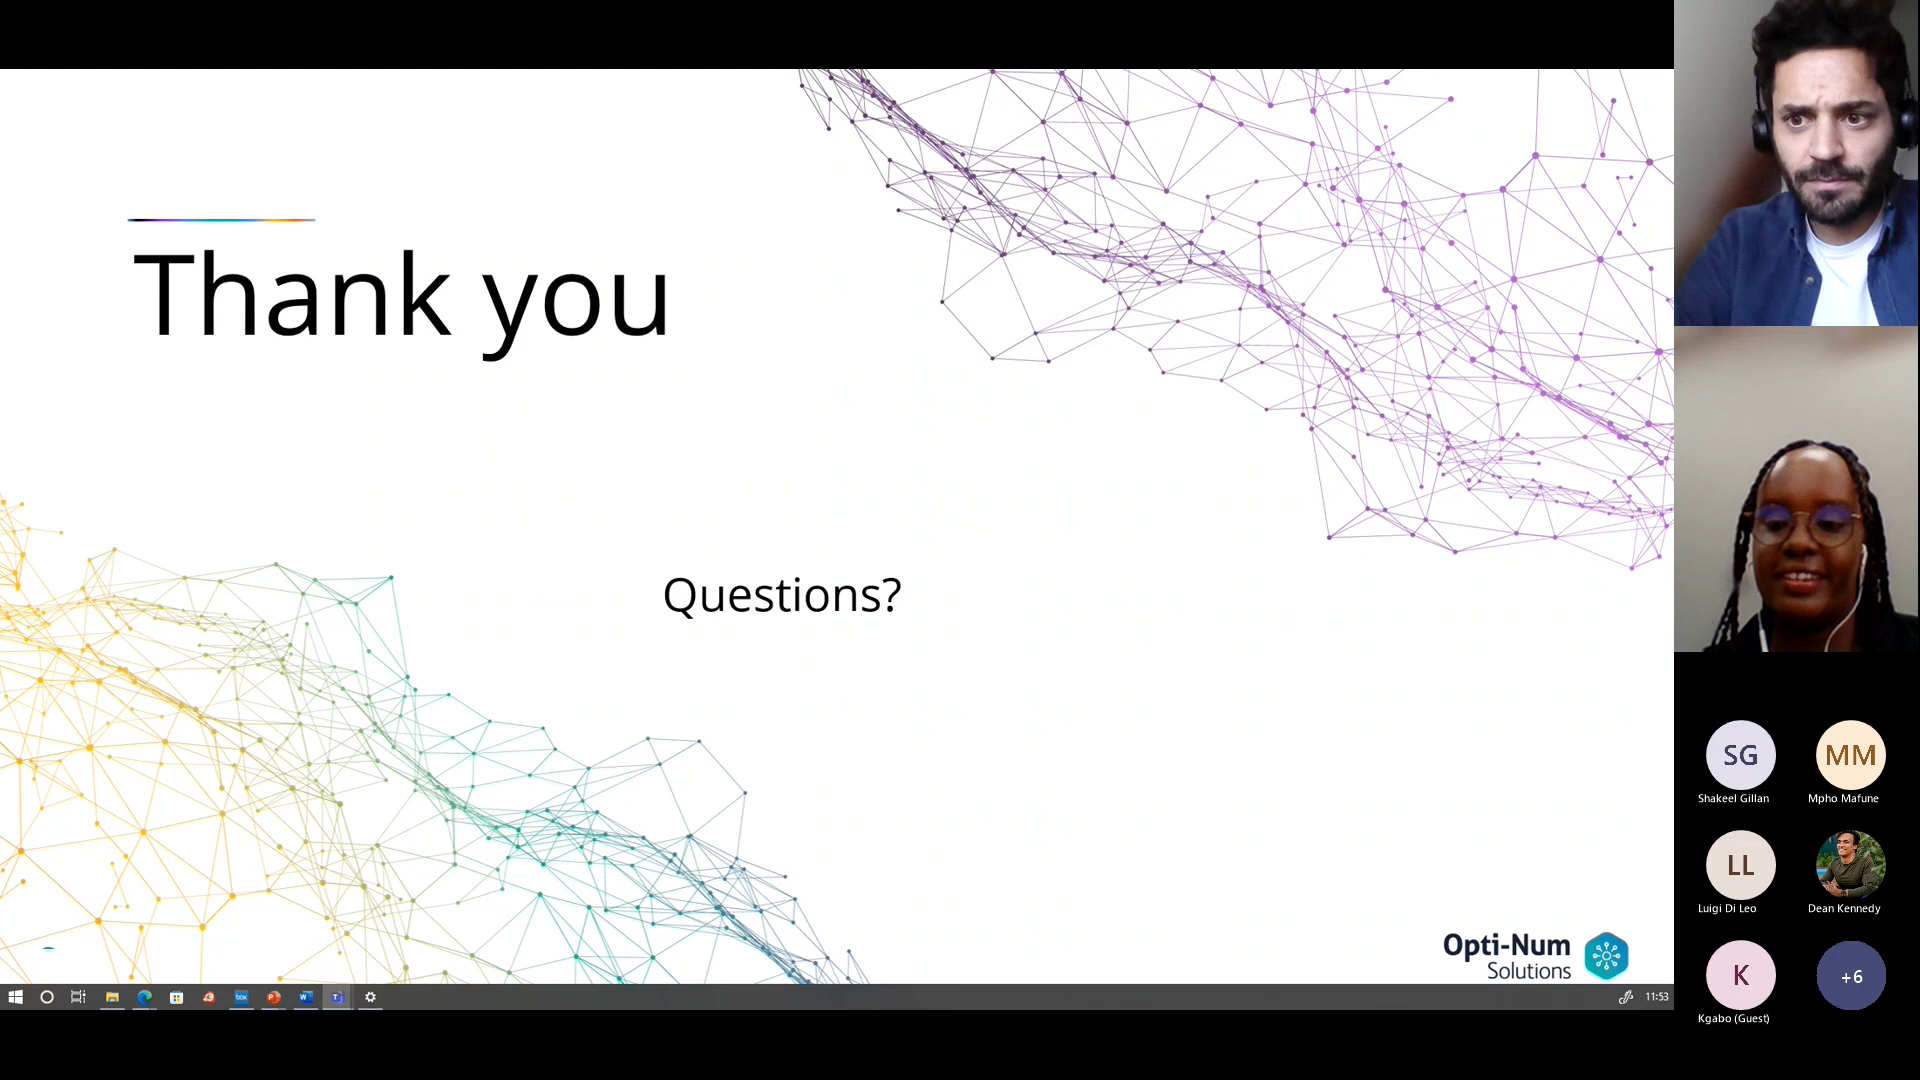 Thank you
Questions?
Opti-Num
Solutions
11:53
SG
Shakeel Gillan
MM
Mpho Mafune
LL
Luigi Di Leo
Dean Kennedy
K
Kgabo (Guest)
+6